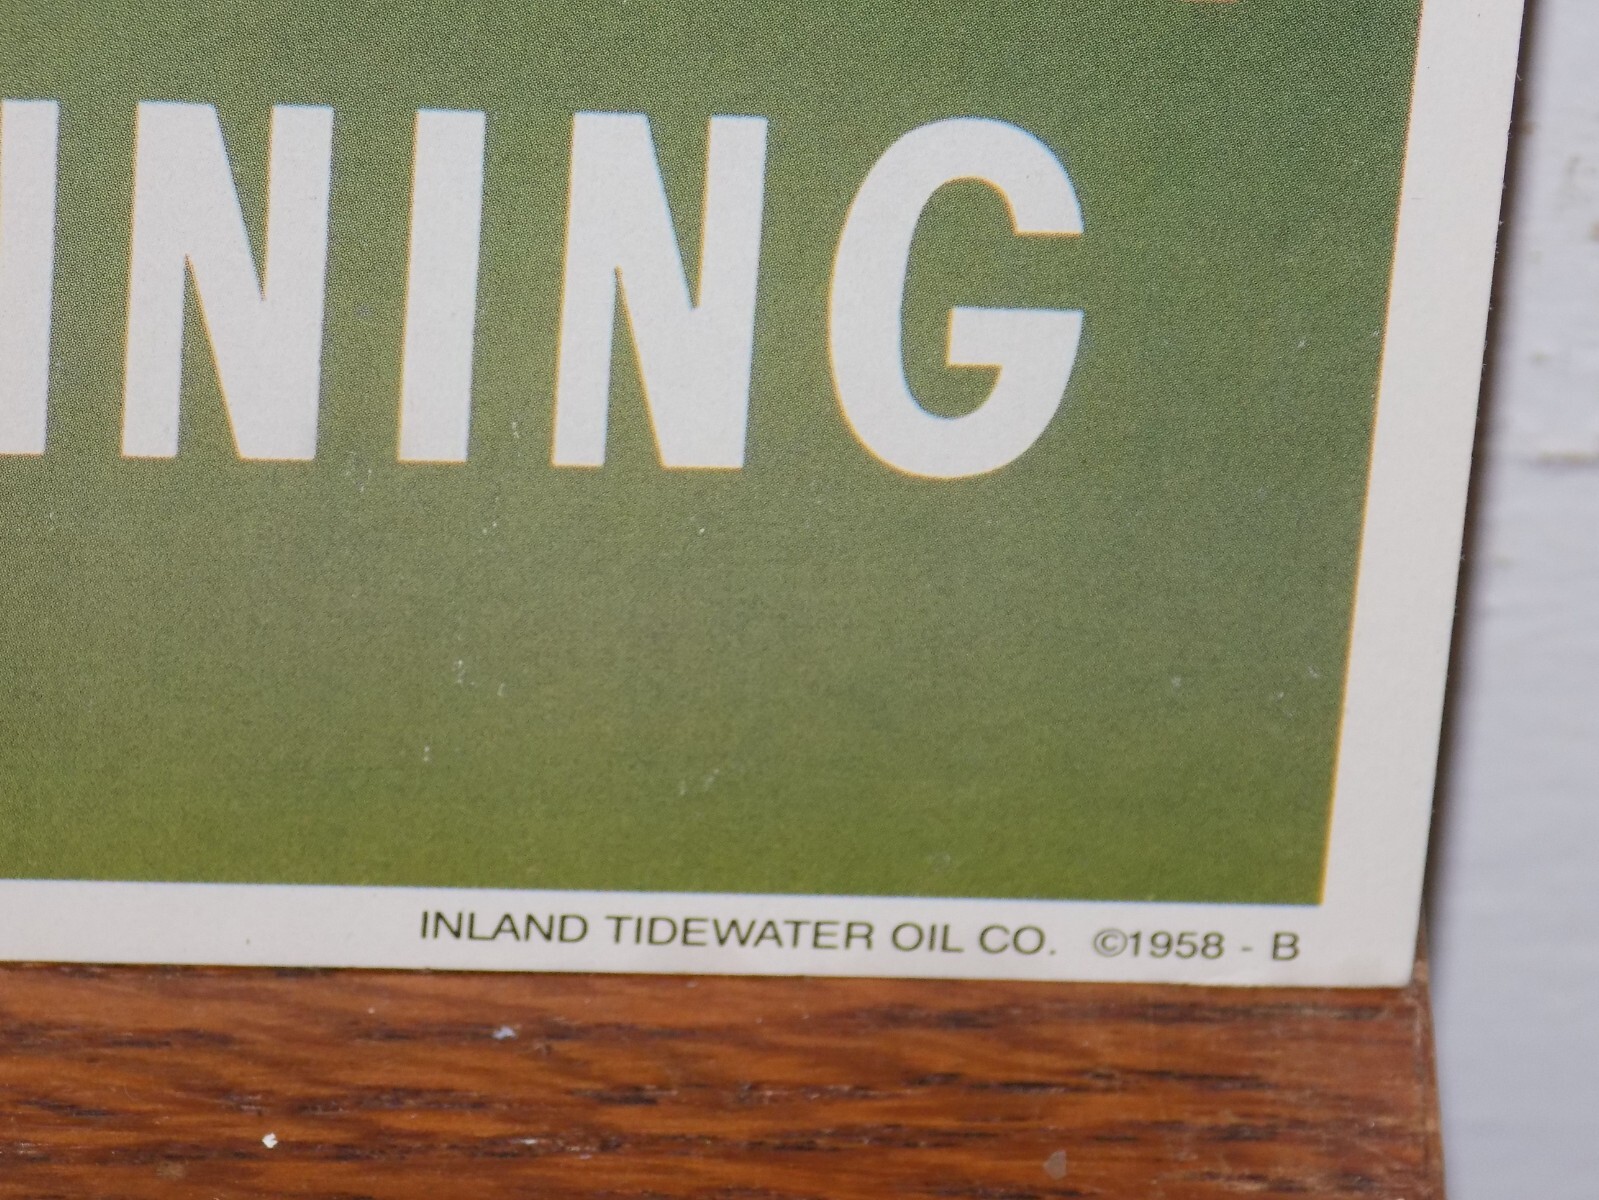 NING
INLAND TIDEWATER OIL CO. ©1958 - B